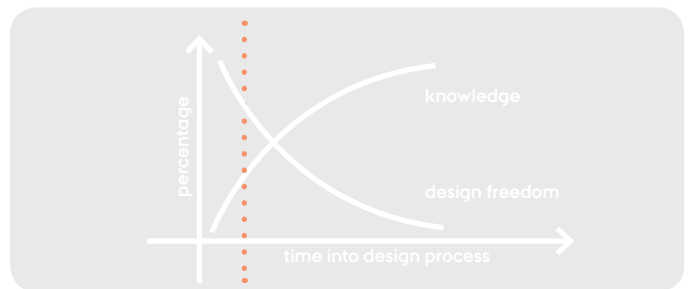 percentage
knowledge
design freedom
time into design process